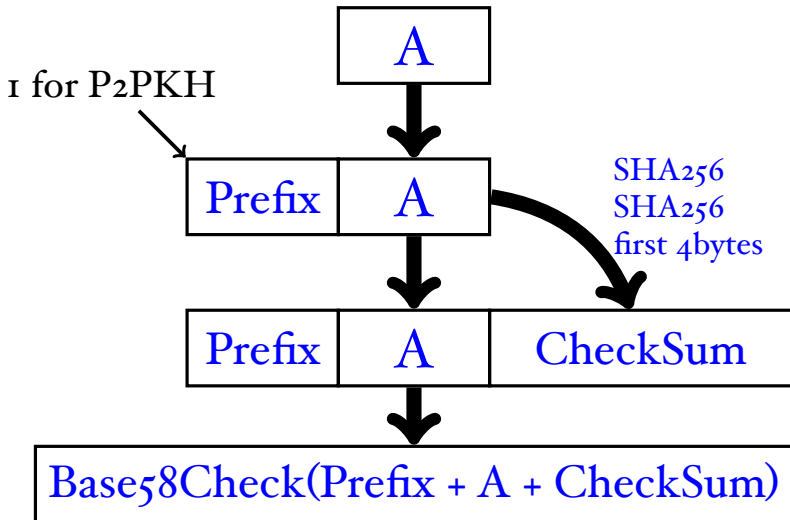 A
1 for P2PKH
Prefix A
SHA256
SHA256
first 4bytes
Prefix A CheckSum
Base58Check(Prefix + A + CheckSum)